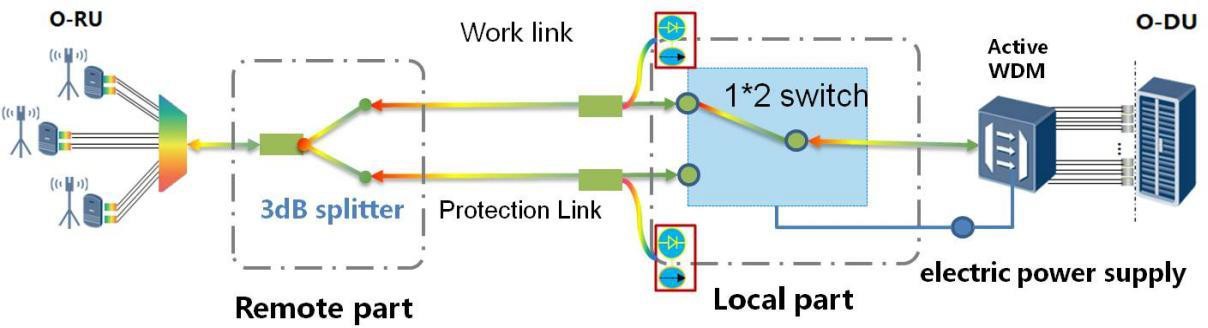 O-RU
Work link
O-DU
Active
WDM
1*2 switch
3dB splitter
Protection Link
electric power supply
Remote part
Local part